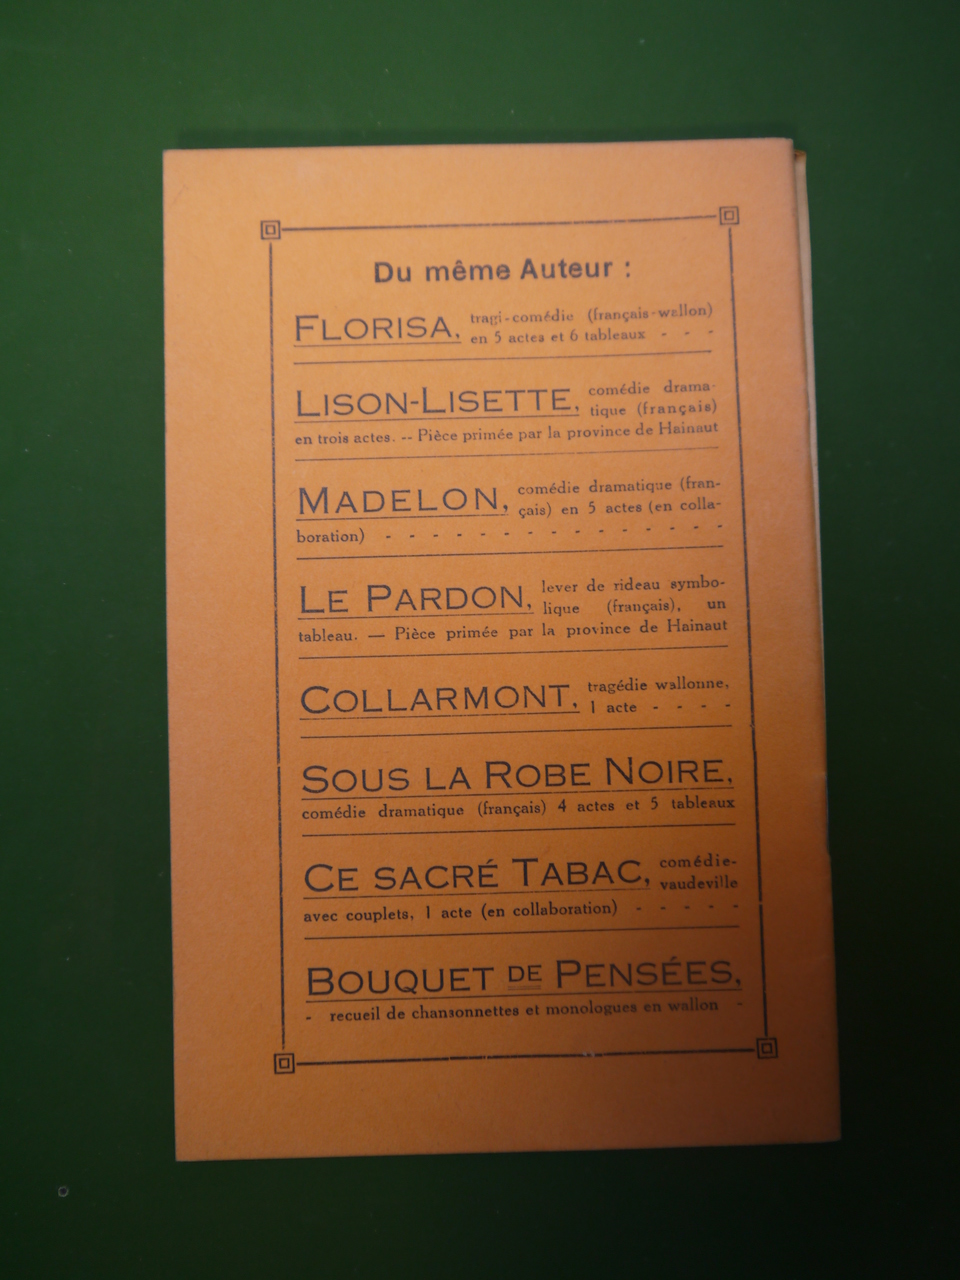 Du même Auteur :
FLORISA, tragi-comédie (français-wallon)
en 5 actes et 6 tableaux - - -
LISON-LISETTE, comédie drama-
tique (français)
en trois actes. -- Pièce primée par la province de Hainaut
MADELON, comédie dramatique (fran-
çais) en 5 actes (en colla-
boration) - - - - - - - - - - - - - - -
LE PARDON, lever de rideau symbo-
lique (français), un
tableau. — Pièce primée par la province de Hainaut
COLLARMONT, tragédie wallonne,
1 acte - - - -
SOUS LA ROBE NOIRE,
comédie dramatique (français) 4 actes et 5 tableaux
CE SACRÉ TABAC, comédie-
vaudeville
avec couplets, 1 acte (en collaboration) - - - - -
BOUQUET DE PENSÉES,
- recueil de chansonnettes et monologues en wallon -